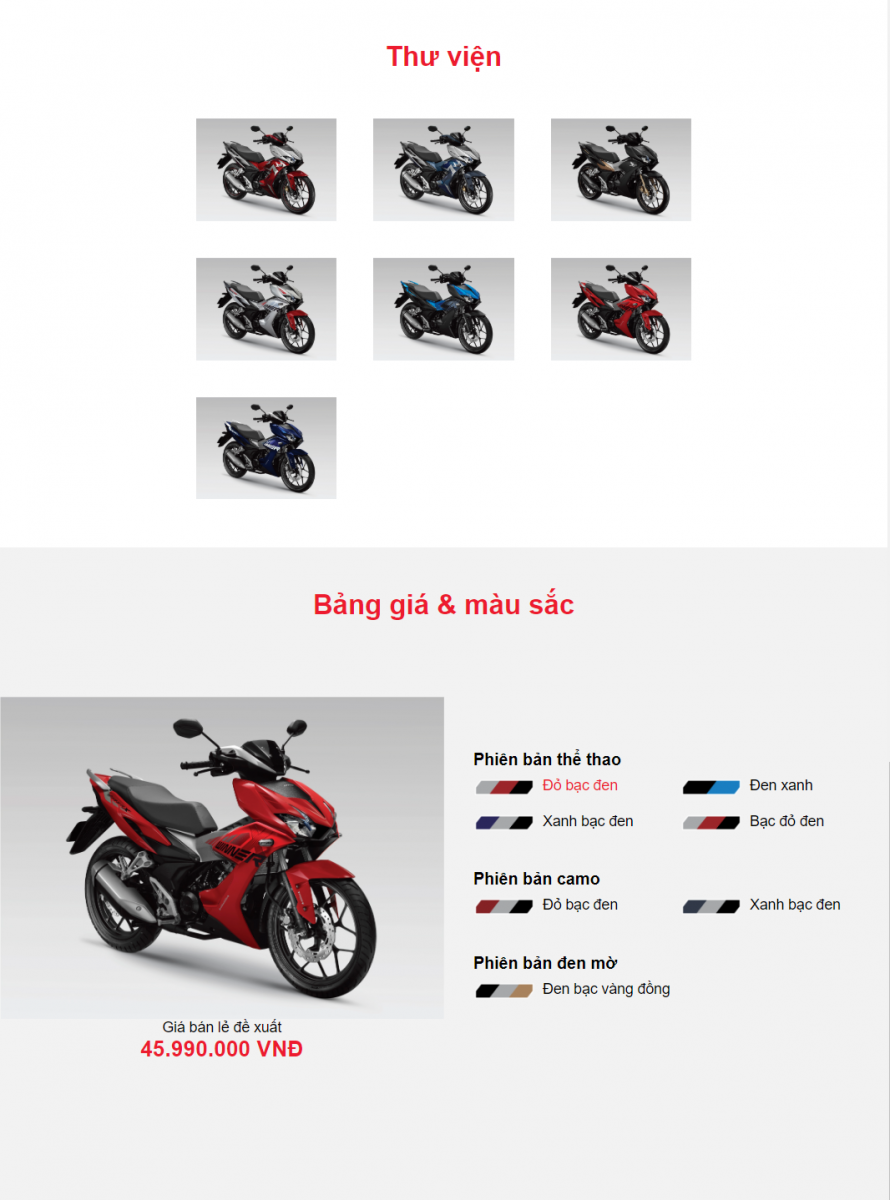 Thư viện
Bảng giá & màu sắc
Phiên bản thể thao
Đỏ bạc đen
Đen xanh
Xanh bạc đen
Bạc đỏ đen
Phiên bản camo
Đỏ bạc đen
Xanh bạc đen
Phiên bản đen mờ
Đen bạc vàng đồng
Giá bán lẻ đề xuất
45.990.000 VNĐ